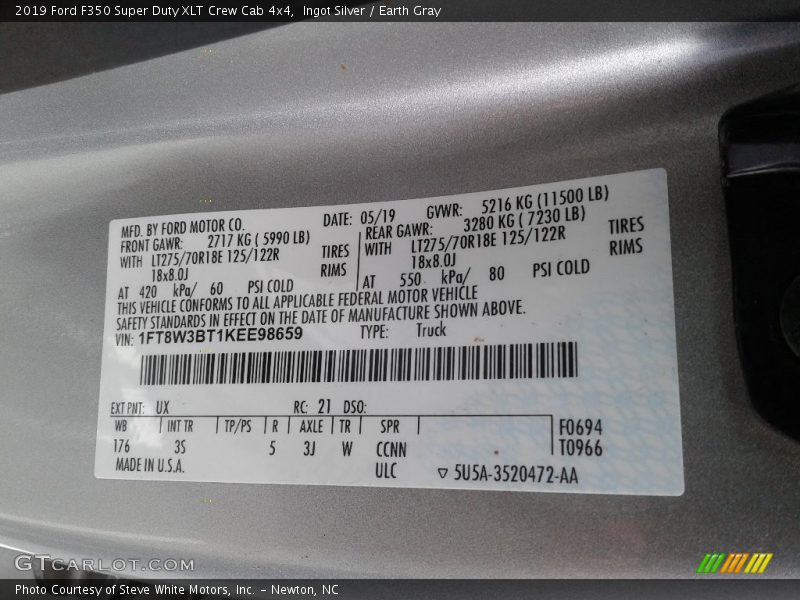 2019 Ford F350 Super Duty XLT Crew Cab 4x4, Ingot Silver / Earth Gray
MFD. BY FORD MOTOR CO. DATE: 05/19 GVWR: 5216 KG (11500 LB)
FRONT GAWR: 2717 KG ( 5990 LB) REAR GAWR: 3280 KG ( 7230 LB)
WITH LT275/70R18E 125/122R TIRES WITH LT275/70R18E 125/122R TIRES
18x8.0J RIMS 18x8.0J RIMS
AT 420 kPa/ 60 PSI COLD AT 550 kPa/ 80 PSI COLD
THIS VEHICLE CONFORMS TO ALL APPLICABLE FEDERAL MOTOR VEHICLE
SAFETY STANDARDS IN EFFECT ON THE DATE OF MANUFACTURE SHOWN ABOVE.
VIN: 1FT8W3BT1KEE98659 TYPE: Truck
EXT PNT: UX RC: 21 DSO:
WB INT TR TP/PS R AXLE TR SPR F0694
176 3S 5 3J W CCNN T0966
MADE IN U.S.A. ULC ▽ 5U5A-3520472-AA
GTCARLOT.COM
Photo Courtesy of Steve White Motors, Inc. – Newton, NC